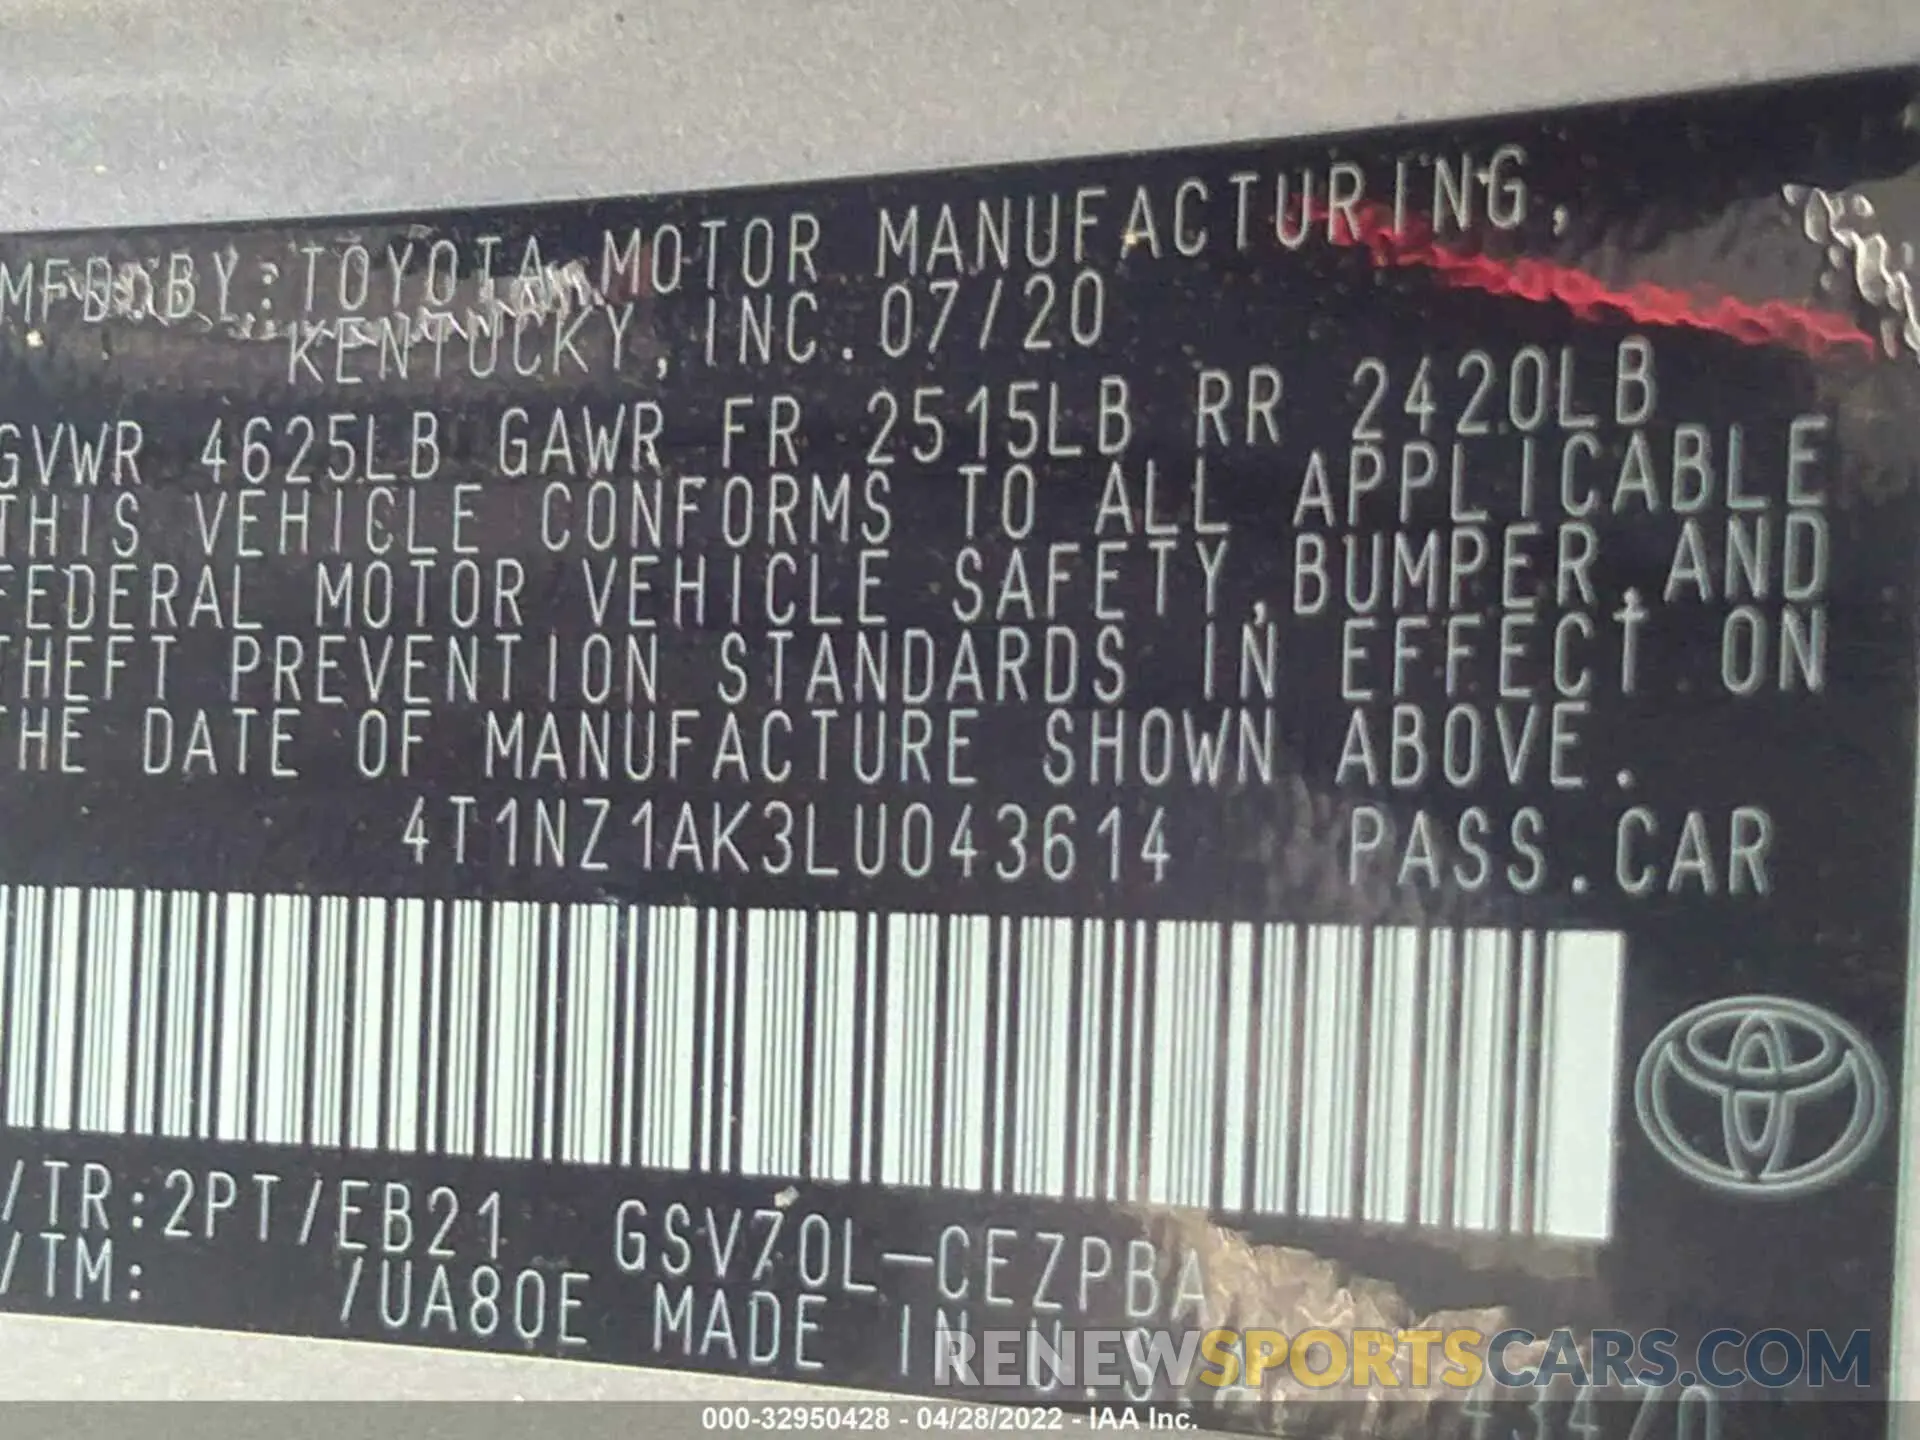 MFD. BY: TOYOTA MOTOR MANUFACTURING,
KENTUCKY, INC. 07/20
GVWR 4625LB GAWR FR 2515LB RR 2420LB
THIS VEHICLE CONFORMS TO ALL APPLICABLE
FEDERAL MOTOR VEHICLE SAFETY, BUMPER, AND
THEFT PREVENTION STANDARDS IN EFFECT ON
THE DATE OF MANUFACTURE SHOWN ABOVE.
4T1NZ1AK3LU043614 PASS.CAR
/TR:2PT/EB21 GSV70L-CEZPBA
/TM: /UA80E MADE IN U.S.A.
43470
RENEWSPORTSCARS.COM
000-32950428 - 04/28/2022 - IAA Inc.